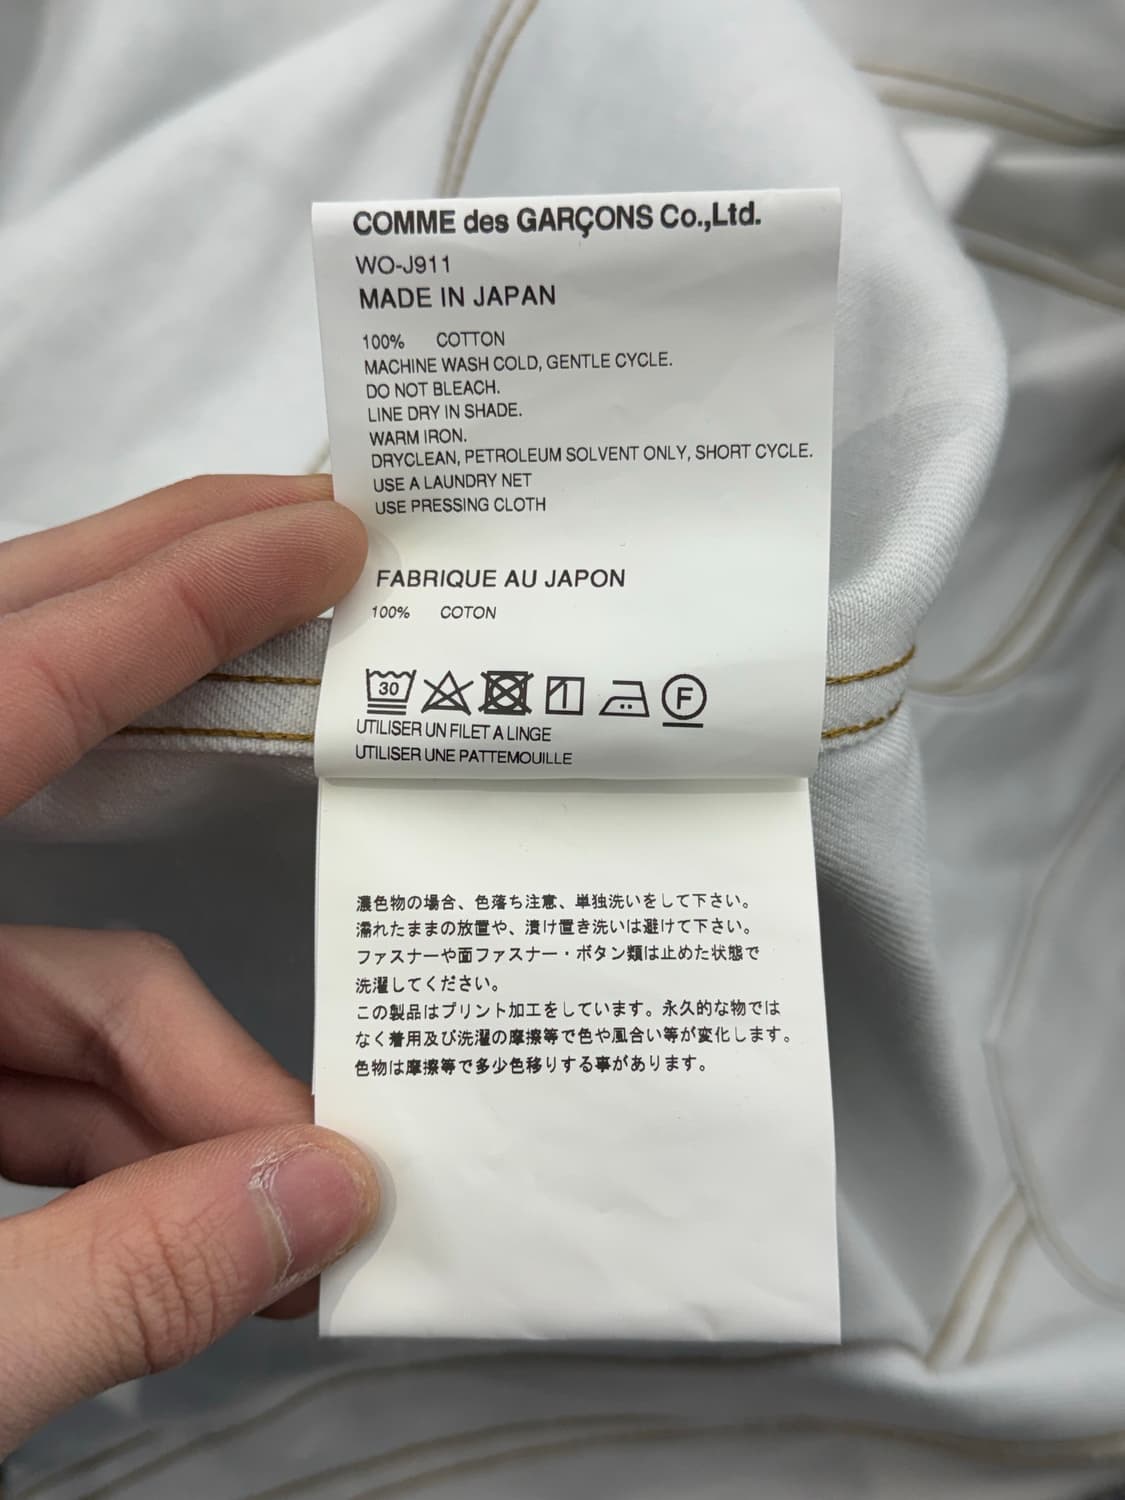 COMME des GARÇONS Co.,Ltd.
WO-J911
MADE IN JAPAN
100% COTTON
MACHINE WASH COLD, GENTLE CYCLE.
DO NOT BLEACH.
LINE DRY IN SHADE.
WARM IRON.
DRYCLEAN, PETROLEUM SOLVENT ONLY, SHORT CYCLE.
USE A LAUNDRY NET
USE PRESSING CLOTH
FABRIQUE AU JAPON
100% COTON
30 F
UTILISER UN FILET A LINGE
UTILISER UNE PATTEMOUILLE
濃色物の場合、色落ち注意、単独洗いをして下さい。
濡れたままの放置や、漬け置き洗いは避けて下さい。
ファスナーや面ファスナー・ボタン類は止めた状態で
洗濯してください。
この製品はプリント加工をしています。永久的な物では
なく着用及び洗濯の摩擦等で色や風合い等が変化します。
色物は摩擦等で多少色移りする事があります。